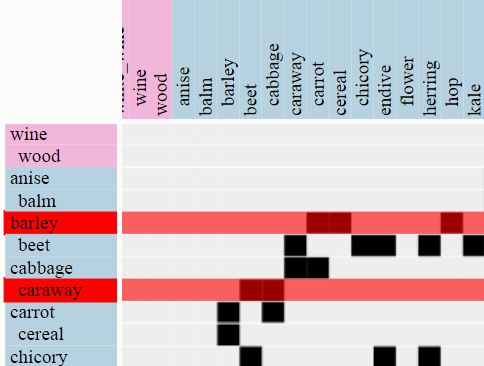 wine
wood
anise
balm
barley
beet
cabbage
caraway
carrot
cereal
chicory
endive
flower
herring
hop
kale
wine
wood
anise
balm
barley
beet
cabbage
caraway
carrot
cereal
chicory